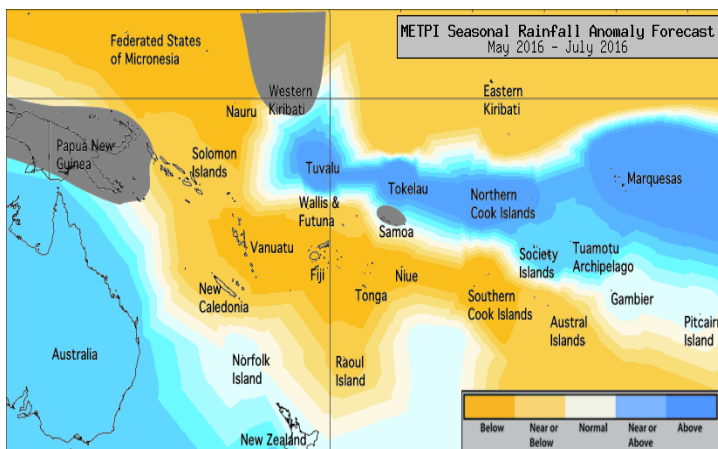 METPI Seasonal Rainfall Anomaly Forecast
May 2016 - July 2016
Federated States
of Micronesia
Western
Kiribati
Eastern
Kiribati
Nauru
Papua New
Guinea
Solomon
Islands
Tuvalu
Tokelau
Marquesas
Northern
Cook Islands
Wallis &
Futuna
Samoa
Vanuatu
Fiji
Niue
Society
Islands
Tuamotu
Archipelago
New
Caledonia
Tonga
Southern
Cook Islands
Gambier
Austral
Islands
Pitcairn
Island
Australia
Norfolk
Island
Raoul
Island
New Zealand
Below
Near or
Below
Normal
Near or
Above
Above